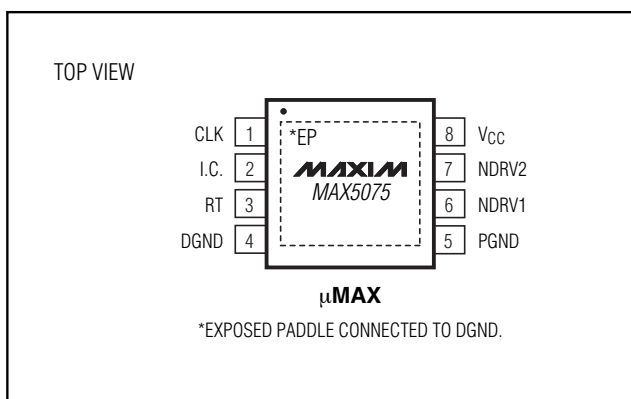 TOP VIEW
CLK 1 *EP 8 VCC
I.C. 2 MAXIM 7 NDRV2
RT 3 MAX5075 6 NDRV1
DGND 4 5 PGND
µMAX
*EXPOSED PADDLE CONNECTED TO DGND.